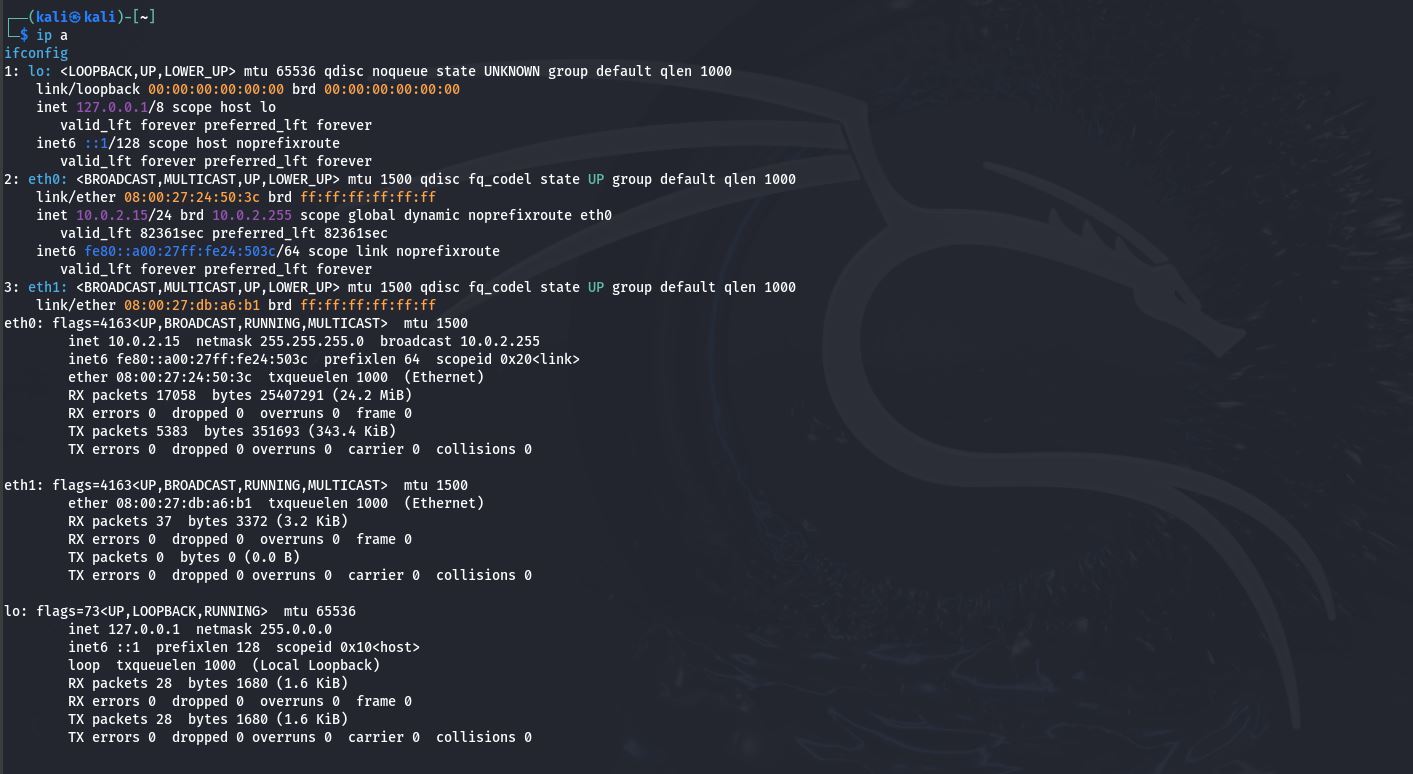 ┌──(kali㉿kali)-[~]
└─$ ip a
ifconfig
1: lo: <LOOPBACK,UP,LOWER_UP> mtu 65536 qdisc noqueue state UNKNOWN group default qlen 1000
    link/loopback 00:00:00:00:00:00 brd 00:00:00:00:00:00
    inet 127.0.0.1/8 scope host lo
       valid_lft forever preferred_lft forever
    inet6 ::1/128 scope host noprefixroute
       valid_lft forever preferred_lft forever
2: eth0: <BROADCAST,MULTICAST,UP,LOWER_UP> mtu 1500 qdisc fq_codel state UP group default qlen 1000
    link/ether 08:00:27:24:50:3c brd ff:ff:ff:ff:ff:ff
    inet 10.0.2.15/24 brd 10.0.2.255 scope global dynamic noprefixroute eth0
       valid_lft 82361sec preferred_lft 82361sec
    inet6 fe80::a00:27ff:fe24:503c/64 scope link noprefixroute
       valid_lft forever preferred_lft forever
3: eth1: <BROADCAST,MULTICAST,UP,LOWER_UP> mtu 1500 qdisc fq_codel state UP group default qlen 1000
    link/ether 08:00:27:db:a6:b1 brd ff:ff:ff:ff:ff:ff
eth0: flags=4163<UP,BROADCAST,RUNNING,MULTICAST>  mtu 1500
        inet 10.0.2.15  netmask 255.255.255.0  broadcast 10.0.2.255
        inet6 fe80::a00:27ff:fe24:503c  prefixlen 64  scopeid 0x20<link>
        ether 08:00:27:24:50:3c  txqueuelen 1000  (Ethernet)
        RX packets 17058  bytes 25407291 (24.2 MiB)
        RX errors 0  dropped 0  overruns 0  frame 0
        TX packets 5383  bytes 351693 (343.4 KiB)
        TX errors 0  dropped 0 overruns 0  carrier 0  collisions 0

eth1: flags=4163<UP,BROADCAST,RUNNING,MULTICAST>  mtu 1500
        ether 08:00:27:db:a6:b1  txqueuelen 1000  (Ethernet)
        RX packets 37  bytes 3372 (3.2 KiB)
        RX errors 0  dropped 0  overruns 0  frame 0
        TX packets 0  bytes 0 (0.0 B)
        TX errors 0  dropped 0 overruns 0  carrier 0  collisions 0

lo: flags=73<UP,LOOPBACK,RUNNING>  mtu 65536
        inet 127.0.0.1  netmask 255.0.0.0
        inet6 ::1  prefixlen 128  scopeid 0x10<host>
        loop  txqueuelen 1000  (Local Loopback)
        RX packets 28  bytes 1680 (1.6 KiB)
        RX errors 0  dropped 0  overruns 0  frame 0
        TX packets 28  bytes 1680 (1.6 KiB)
        TX errors 0  dropped 0 overruns 0  carrier 0  collisions 0